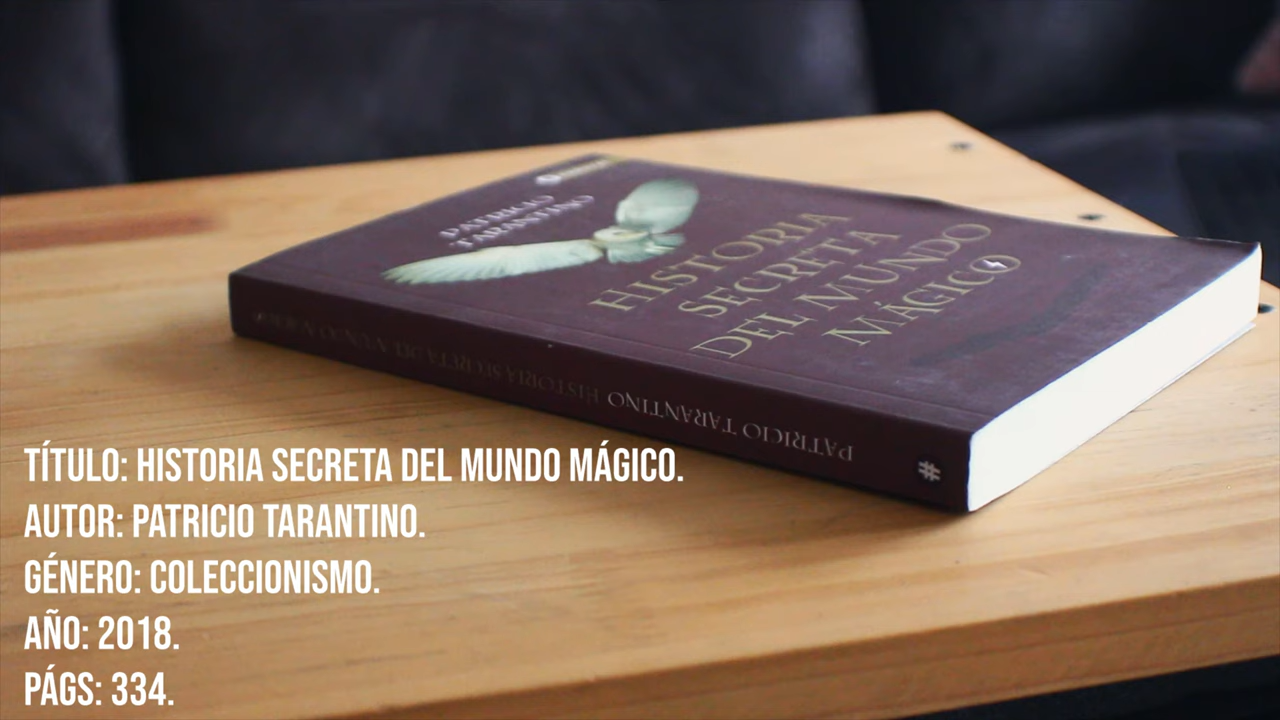 PATRICIO
TARANTINO
HISTORIA
SECRETA
DEL MUNDO
MÁGICO
PATRICIO TARANTINO HISTORIA SECRETA DEL MUNDO MÁGICO
#
TÍTULO: HISTORIA SECRETA DEL MUNDO MÁGICO.
AUTOR: PATRICIO TARANTINO.
GÉNERO: COLECCIONISMO.
AÑO: 2018.
PÁGS: 334.